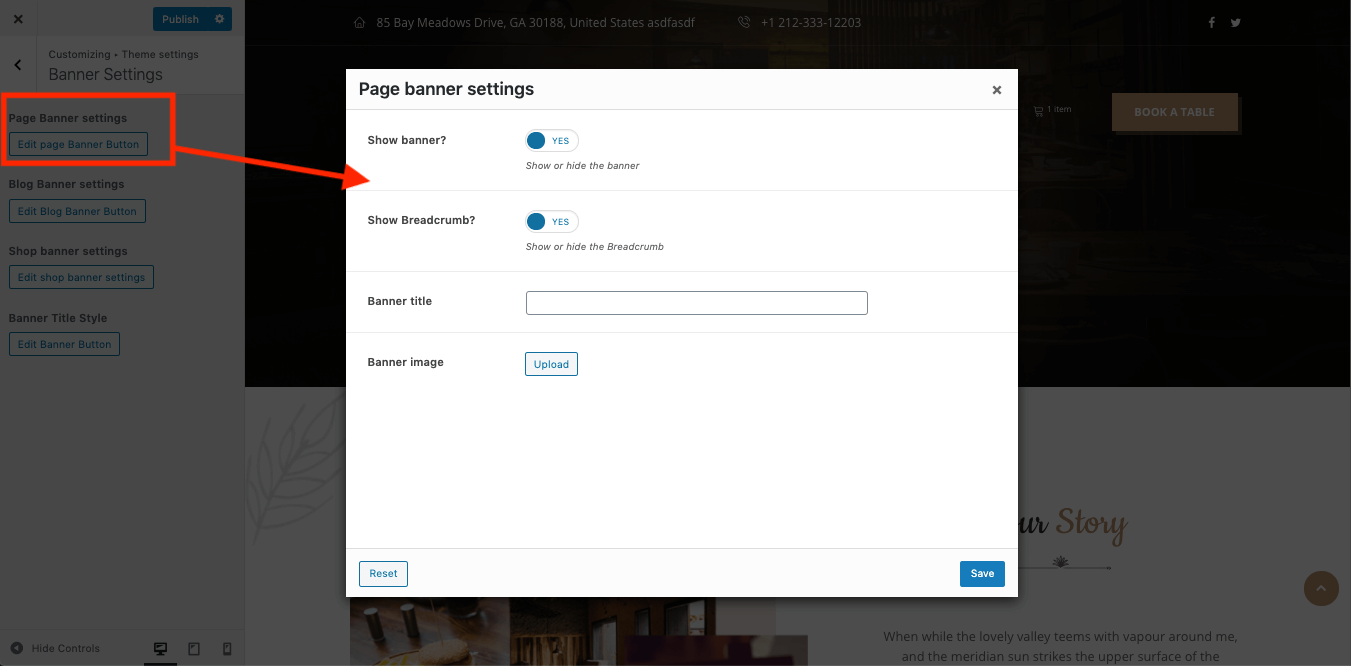 Publish
85 Bay Meadows Drive, GA 30188, United States asdfasdf
+1 212-333-12203
Customizing • Theme settings
Banner Settings
Page Banner settings
Edit page Banner Button
Blog Banner settings
Edit Blog Banner Button
Shop banner settings
Edit shop banner settings
Banner Title Style
Edit Banner Button
Page banner settings
Show banner?
YES
Show or hide the banner
Show Breadcrumb?
YES
Show or hide the Breadcrumb
Banner title
Banner image
Upload
Reset
Save
1 item
BOOK A TABLE
Story
When while the lovely valley teems with vapour around me,
and the meridian sun strikes the upper surface of the
Hide Controls